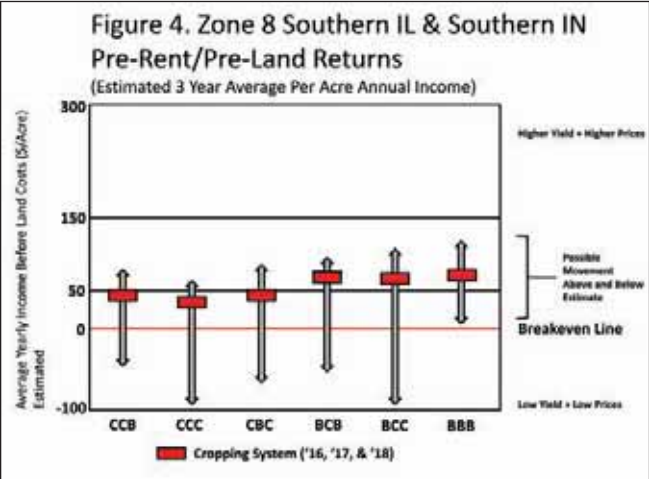 Figure 4. Zone 8 Southern IL & Southern IN
Pre-Rent/Pre-Land Returns
(Estimated 3 Year Average Per Acre Annual Income)
Average Yearly Income Before Land Costs ($/Acre)
Estimated
300
150
50
0
-100
Higher Yield + Higher Prices
Possible
Movement
Above and Below
Estimate
Breakeven Line
Low Yield + Low Prices
CCB CCC CBC BCB BCC BBB
Cropping System ('16, '17, & '18)